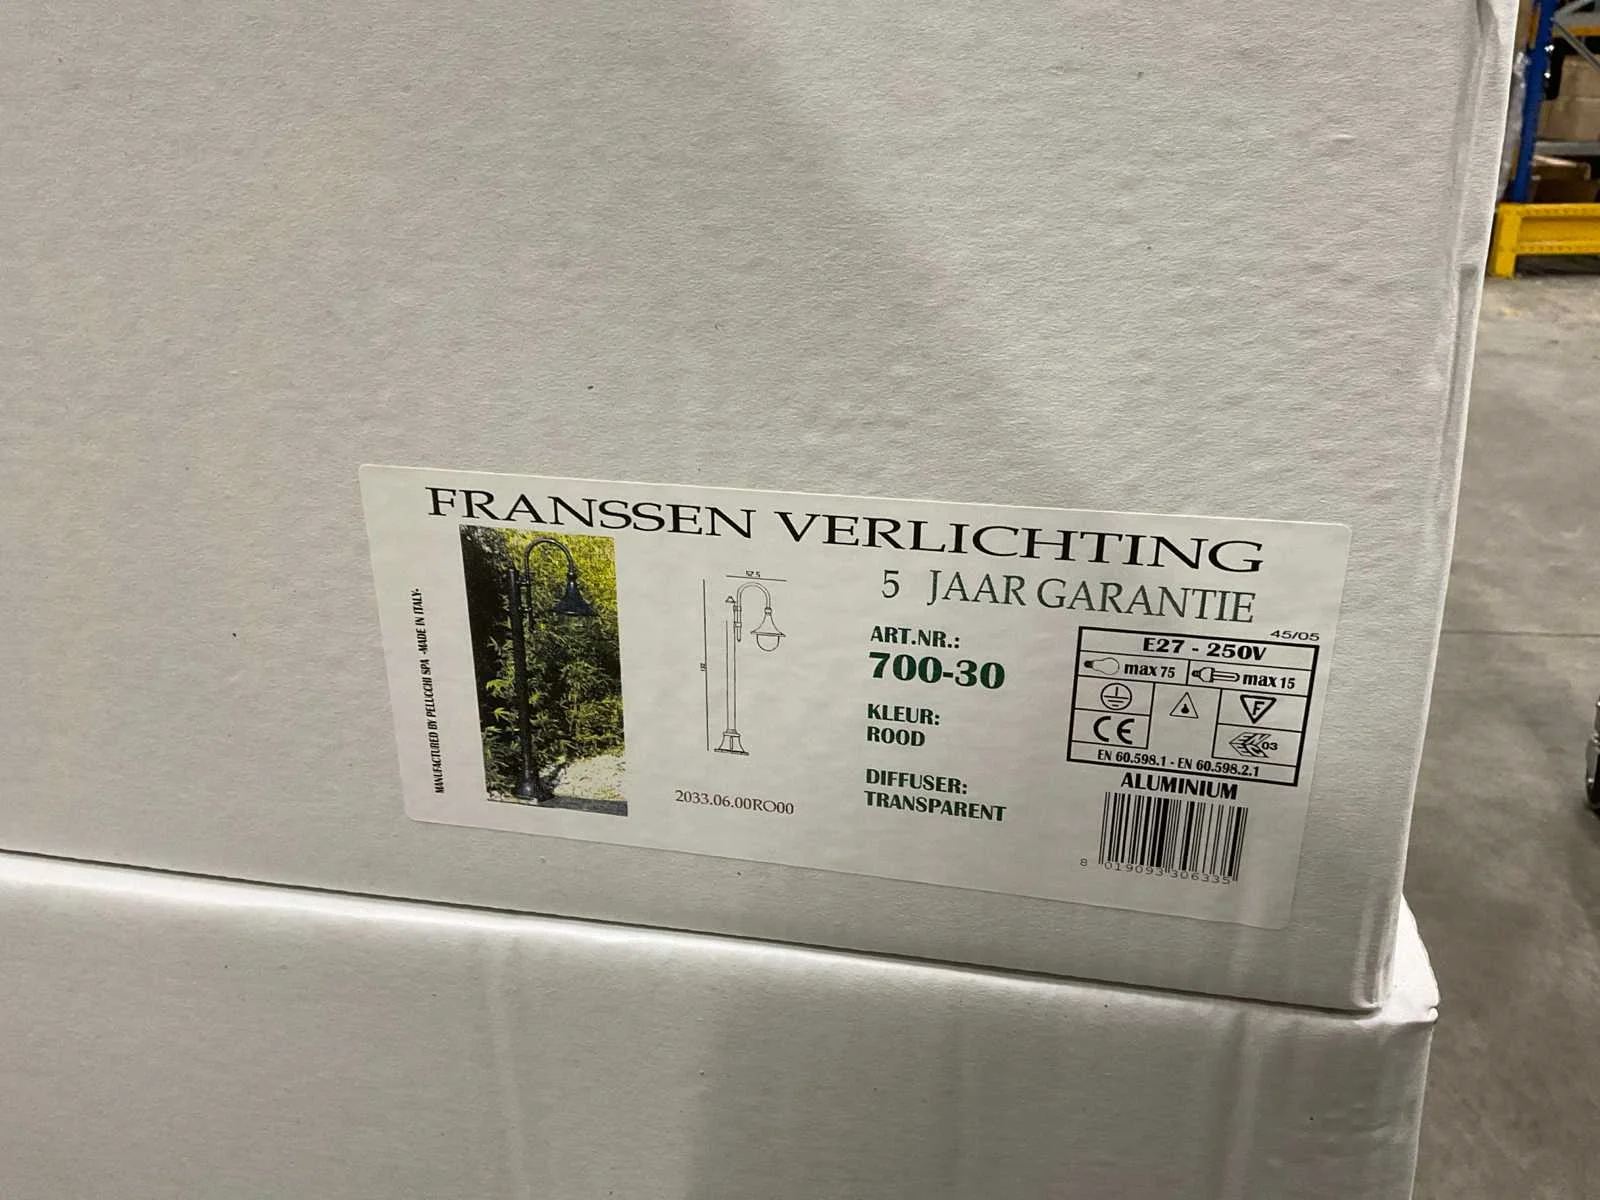 FRANSSEN VERLICHTING
5 JAAR GARANTIE
MANUFACTURED BY PELUCCHI SPA -MADE IN ITALY-
2033.06.00RO00
ART.NR.:
700-30
KLEUR:
ROOD
DIFFUSER:
TRANSPARENT
45/05
E27 - 250V
max 75
max 15
F
CE
03
EN 60.598.1 - EN 60.598.2.1
ALUMINIUM
8 019093 306335